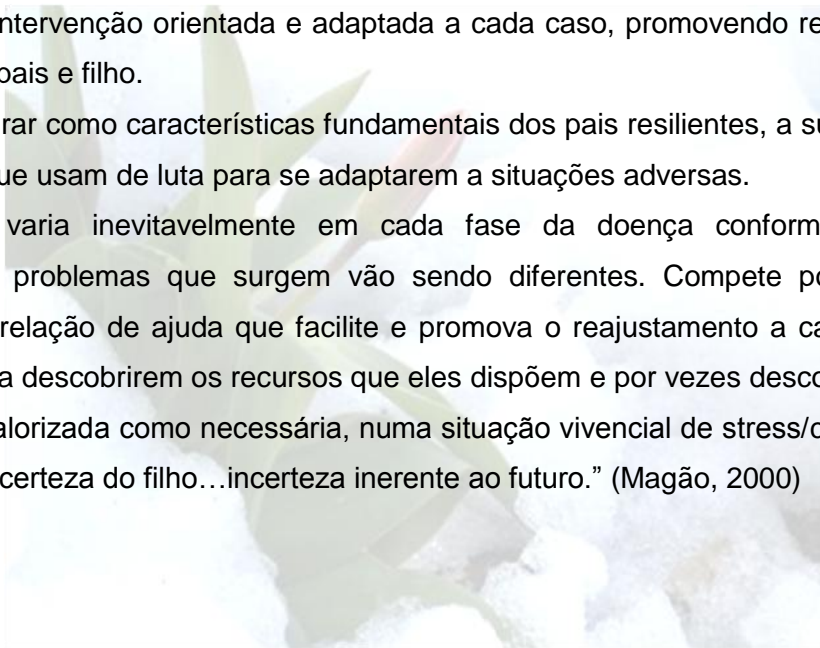 ntervenção orientada e adaptada a cada caso, promovendo re
pais e filho.
rar como características fundamentais dos pais resilientes, a su
que usam de luta para se adaptarem a situações adversas.
varia inevitavelmente em cada fase da doença conform
problemas que surgem vão sendo diferentes. Compete po
relação de ajuda que facilite e promova o reajustamento a ca
a descobrirem os recursos que eles dispõem e por vezes desco
alorizada como necessária, numa situação vivencial de stress/c
certeza do filho…incerteza inerente ao futuro.” (Magão, 2000)